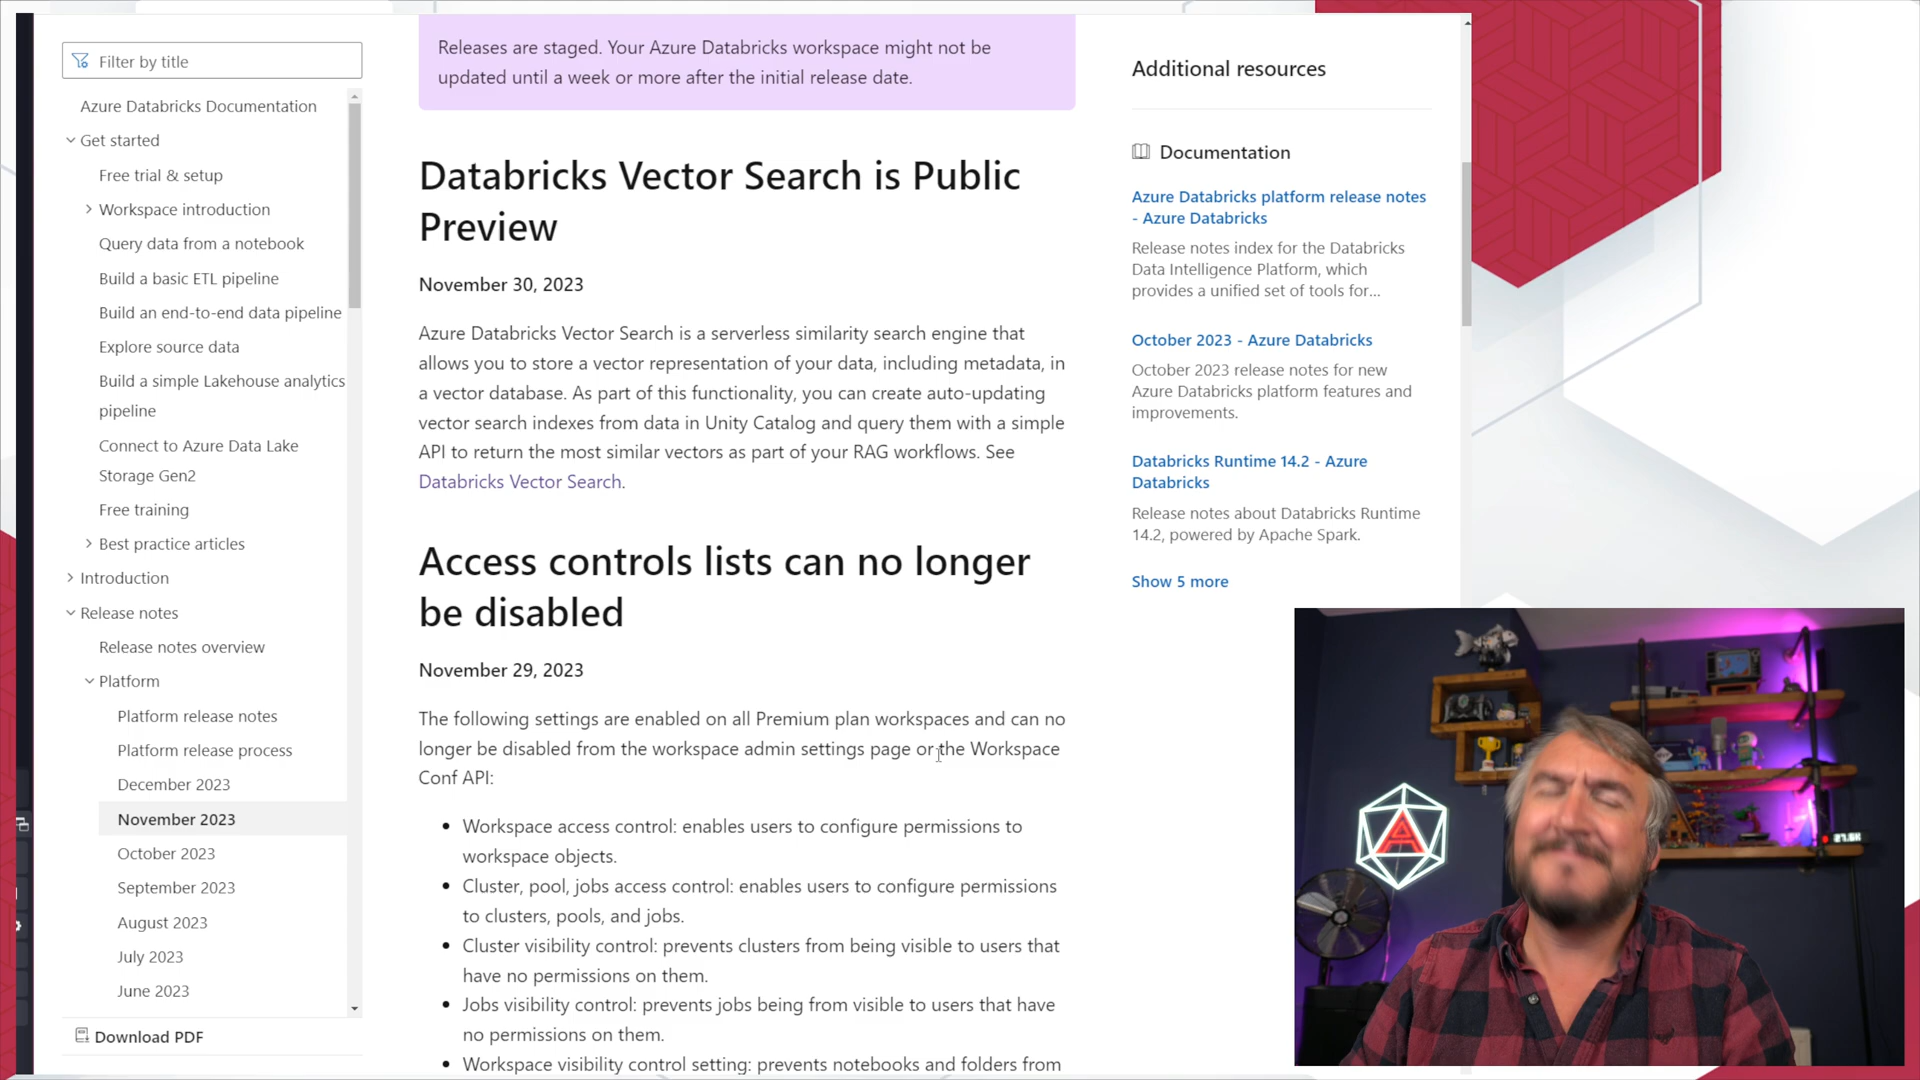 Filter by title
Azure Databricks Documentation
Get started
Free trial & setup
Workspace introduction
Query data from a notebook
Build a basic ETL pipeline
Build an end-to-end data pipeline
Explore source data
Build a simple Lakehouse analytics
pipeline
Connect to Azure Data Lake
Storage Gen2
Free training
Best practice articles
Introduction
Release notes
Release notes overview
Platform
Platform release notes
Platform release process
December 2023
November 2023
October 2023
September 2023
August 2023
July 2023
June 2023
Download PDF
Releases are staged. Your Azure Databricks workspace might not be
updated until a week or more after the initial release date.
Databricks Vector Search is Public
Preview
November 30, 2023
Azure Databricks Vector Search is a serverless similarity search engine that
allows you to store a vector representation of your data, including metadata, in
a vector database. As part of this functionality, you can create auto-updating
vector search indexes from data in Unity Catalog and query them with a simple
API to return the most similar vectors as part of your RAG workflows. See
Databricks Vector Search.
Access controls lists can no longer
be disabled
November 29, 2023
The following settings are enabled on all Premium plan workspaces and can no
longer be disabled from the workspace admin settings page or the Workspace
Conf API:
• Workspace access control: enables users to configure permissions to
workspace objects.
• Cluster, pool, jobs access control: enables users to configure permissions
to clusters, pools, and jobs.
• Cluster visibility control: prevents clusters from being visible to users that
have no permissions on them.
• Jobs visibility control: prevents jobs being from visible to users that have
no permissions on them.
• Workspace visibility control setting: prevents notebooks and folders from
Additional resources
Documentation
Azure Databricks platform release notes
- Azure Databricks
Release notes index for the Databricks
Data Intelligence Platform, which
provides a unified set of tools for...
October 2023 - Azure Databricks
October 2023 release notes for new
Azure Databricks platform features and
improvements.
Databricks Runtime 14.2 - Azure
Databricks
Release notes about Databricks Runtime
14.2, powered by Apache Spark.
Show 5 more
27.5K